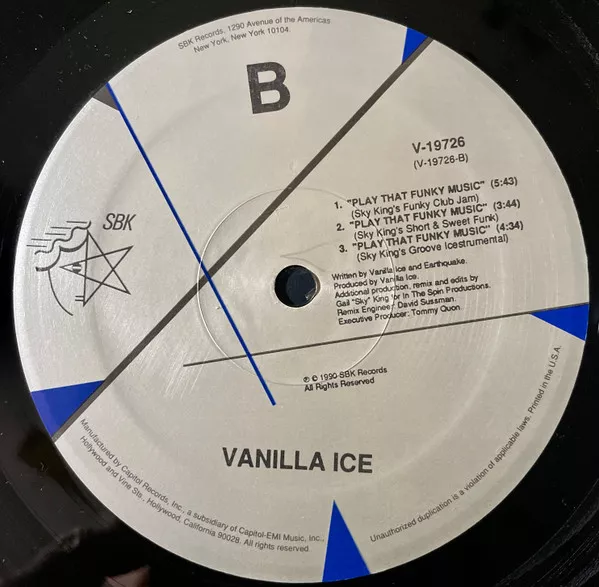 SBK Records, 1290 Avenue of the Americas
New York, New York 10104.
B
SBK
V-19726
(V-19726-B)
1. "PLAY THAT FUNKY MUSIC" (5:43)
(Sky King's Funky Club Jam)
2. "PLAY THAT FUNKY MUSIC" (3:44)
(Sky King's Short & Sweet Funk)
3. "PLAY THAT FUNKY MUSIC" (4:34)
(Sky King's Groove Icestrumental)
Written by Vanilla Ice and Earthquake.
Produced by Vanilla Ice.
Additional production, remix and edits by
Gail "Sky" King for In The Spin Productions.
Remix Engineer: David Sussman.
Executive Producer: Tommy Quon.
℗ © 1990 SBK Records
All Rights Reserved
VANILLA ICE
Manufactured by Capitol Records, Inc., a subsidiary of Capitol-EMI Music, Inc.,
Hollywood and Vine Sts., Hollywood, California 90028. All rights reserved.
Unauthorized duplication is a violation of applicable laws. Printed in the U.S.A.